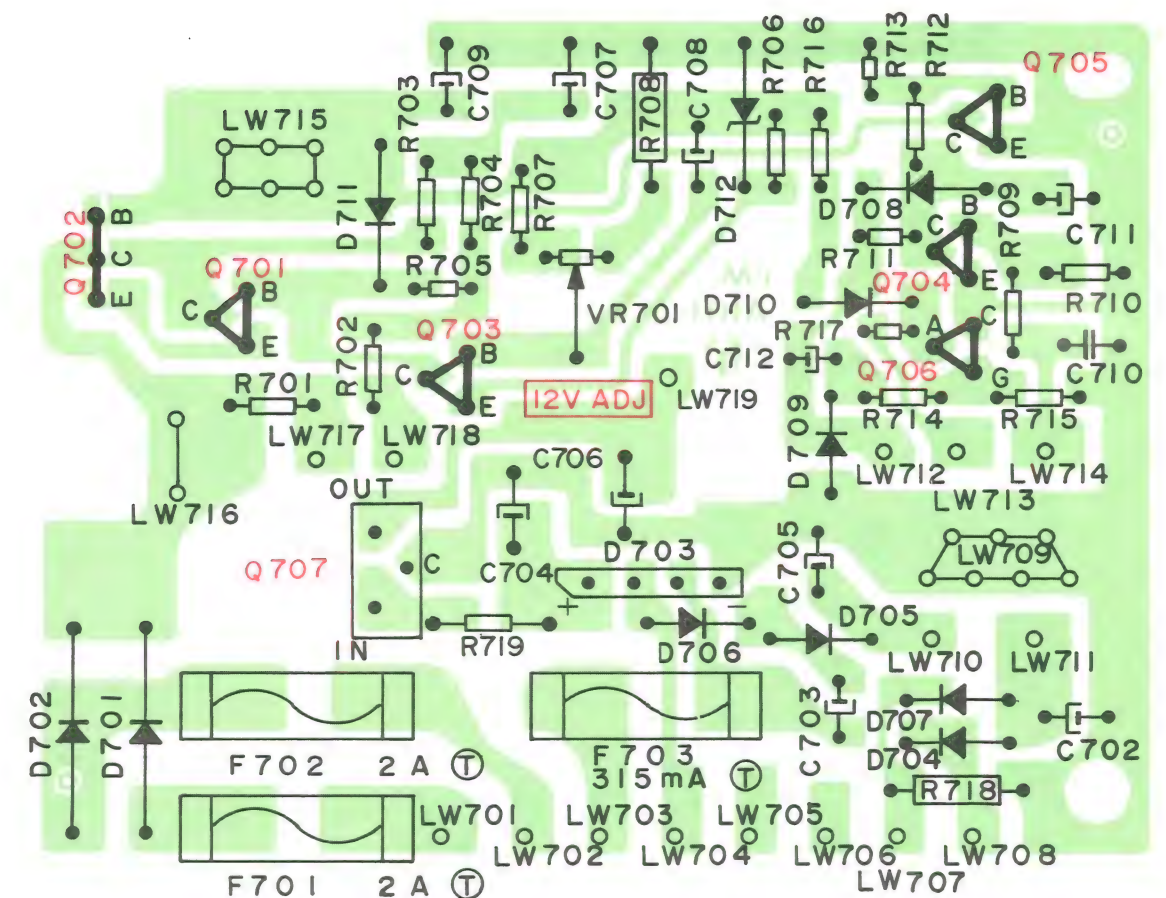 R713
R712
Q705
R706
R716
C708
R708
C707
C709
R703
LW715
B
C
E
R704
R707
D711
D712
D708
R709
B
C
E
C711
R711
R705
Q702
B
C
E
Q701
B
C
E
VR701
D710
Q704
R710
R702
Q703
B
C
E
R717
A
C
G
C712
Q706
C710
R701
12V ADJ
LW719
R714
R715
LW717
LW718
D709
LW712
LW714
C706
LW716
OUT
LW713
Q707
C
C704
D703
C705
LW709
+
−
IN
R719
D706
D705
LW710
LW711
D702
D701
C703
D707
D704
C702
F702 2A T
F703
315mA T
R718
LW701
LW703
LW705
LW702
LW704
LW706
LW708
LW707
F701 2A T